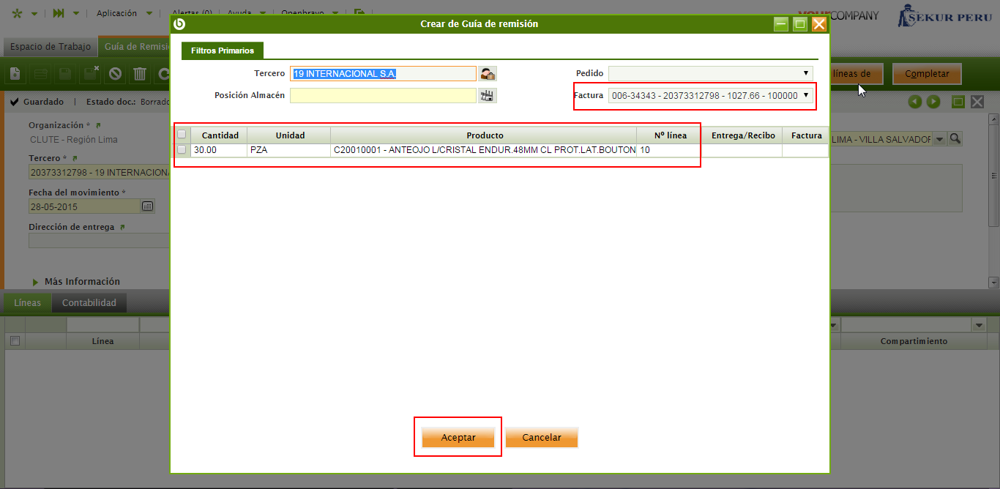 Aplicación
Alertas (0)
Ayuda
Openbravo
COMPANY
SEKUR PERU
Crear de Guía de remisión
Espacio de Trabajo
Guía de Remisi
Filtros Primarios
Tercero
19 INTERNACIONAL S.A.
Pedido
líneas de
Completar
Posición Almacén
Factura
006-34343 - 20373312798 - 1027.66 - 100000
Guardado | Estado doc.: Borrado
Organización *
CLUTE - Región Lima
LIMA - VILLA SALVADOR
Cantidad
Unidad
Producto
Nº línea
Entrega/Recibo
Factura
30.00
PZA
C20010001 - ANTEOJO L/CRISTAL ENDUR.48MM CL PROT.LAT.BOUTON
10
Tercero *
20373312798 - 19 INTERNACION
Fecha del movimiento *
28-05-2015
Dirección de entrega
Más Información
Líneas
Contabilidad
Línea
Compartimiento
Aceptar
Cancelar